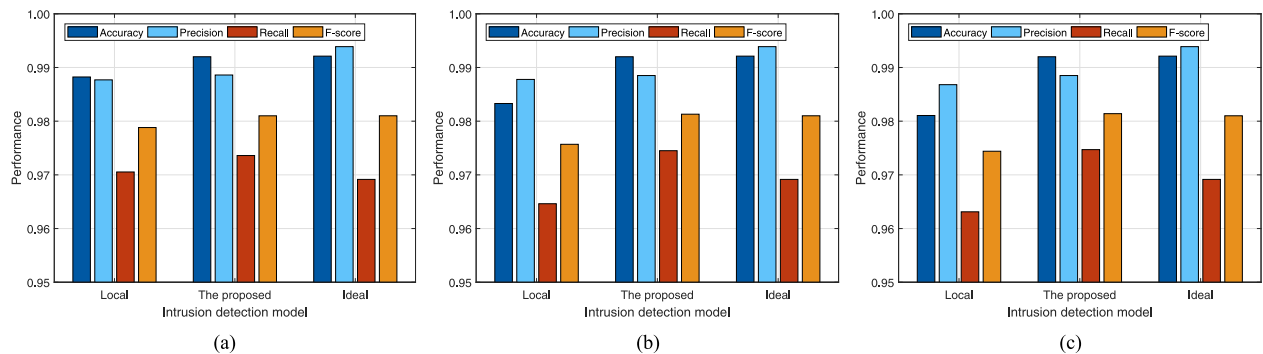 1.00
Accuracy Precision Recall F-score
0.99
0.98
0.97
0.96
0.95
Performance
Local The proposed Ideal
Intrusion detection model
(a)
1.00
Accuracy Precision Recall F-score
0.99
0.98
0.97
0.96
0.95
Performance
Local The proposed Ideal
Intrusion detection model
(b)
1.00
Accuracy Precision Recall F-score
0.99
0.98
0.97
0.96
0.95
Performance
Local The proposed Ideal
Intrusion detection model
(c)